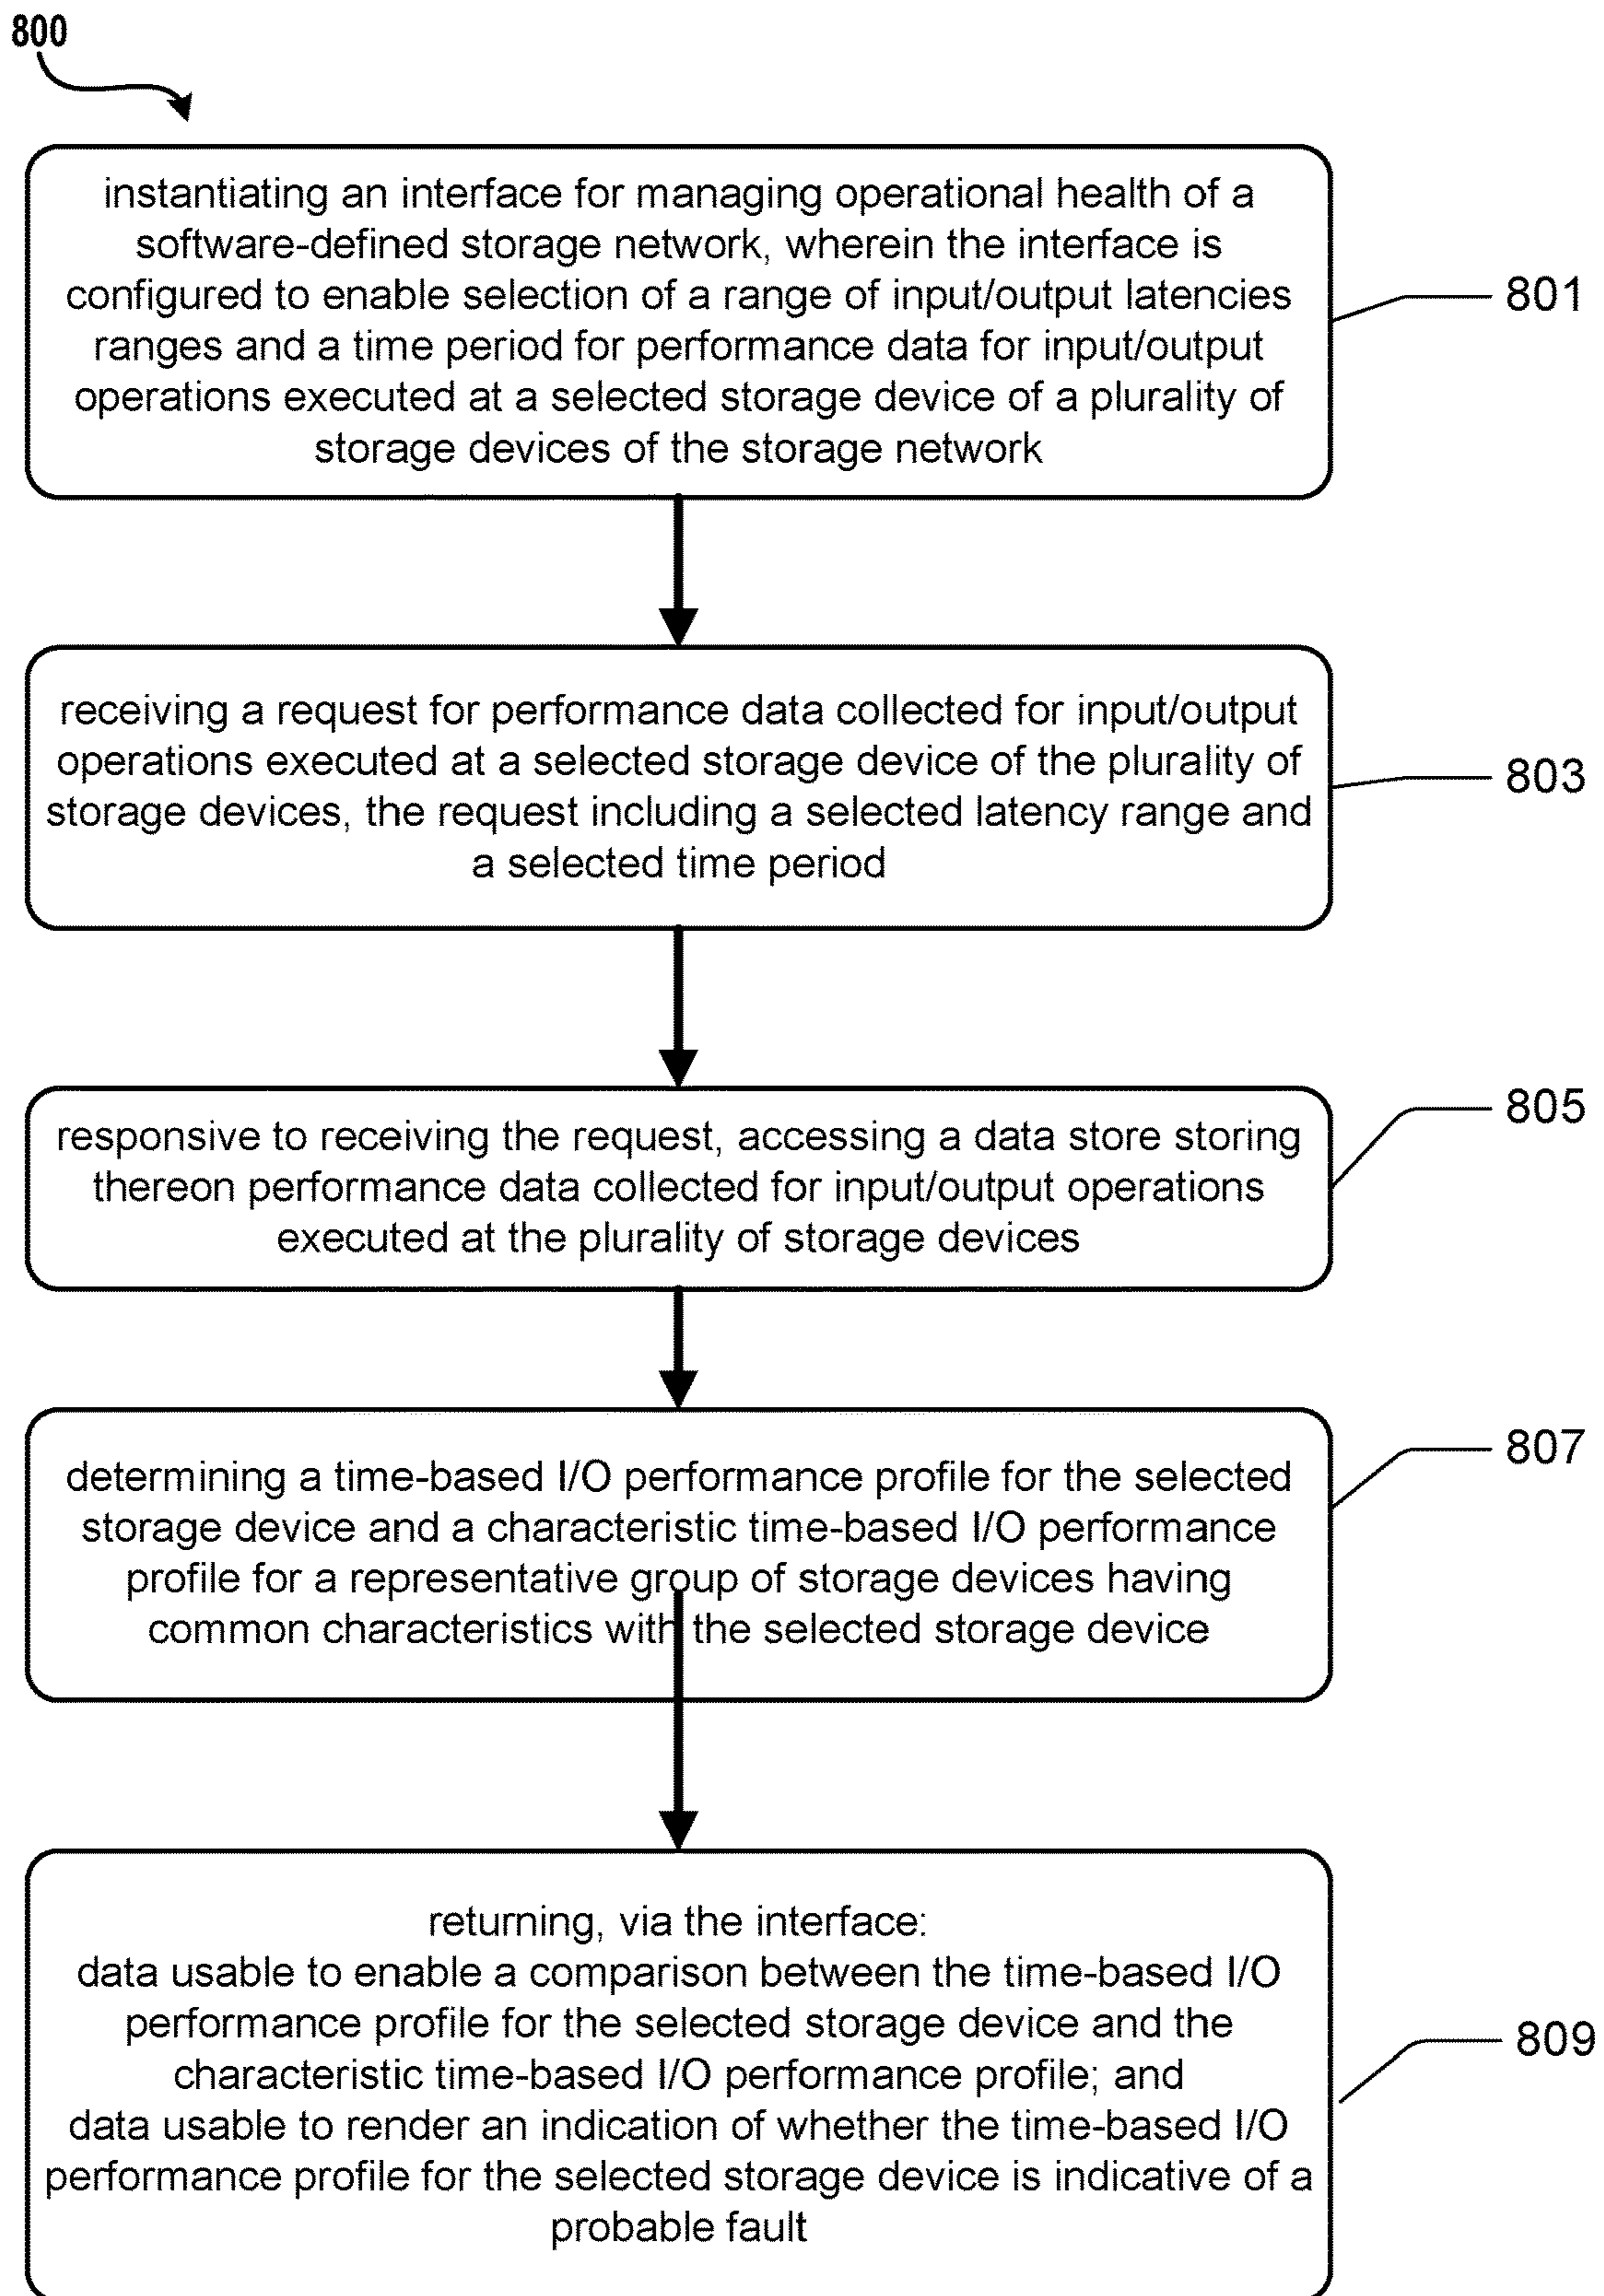 800
instantiating an interface for managing operational health of a
software-defined storage network, wherein the interface is
configured to enable selection of a range of input/output latencies
ranges and a time period for performance data for input/output
operations executed at a selected storage device of a plurality of
storage devices of the storage network
801
receiving a request for performance data collected for input/output
operations executed at a selected storage device of the plurality of
storage devices, the request including a selected latency range and
a selected time period
803
responsive to receiving the request, accessing a data store storing
thereon performance data collected for input/output operations
executed at the plurality of storage devices
805
determining a time-based I/O performance profile for the selected
storage device and a characteristic time-based I/O performance
profile for a representative group of storage devices having
common characteristics with the selected storage device
807
returning, via the interface:
data usable to enable a comparison between the time-based I/O
performance profile for the selected storage device and the
characteristic time-based I/O performance profile; and
data usable to render an indication of whether the time-based I/O
performance profile for the selected storage device is indicative of a
probable fault
809